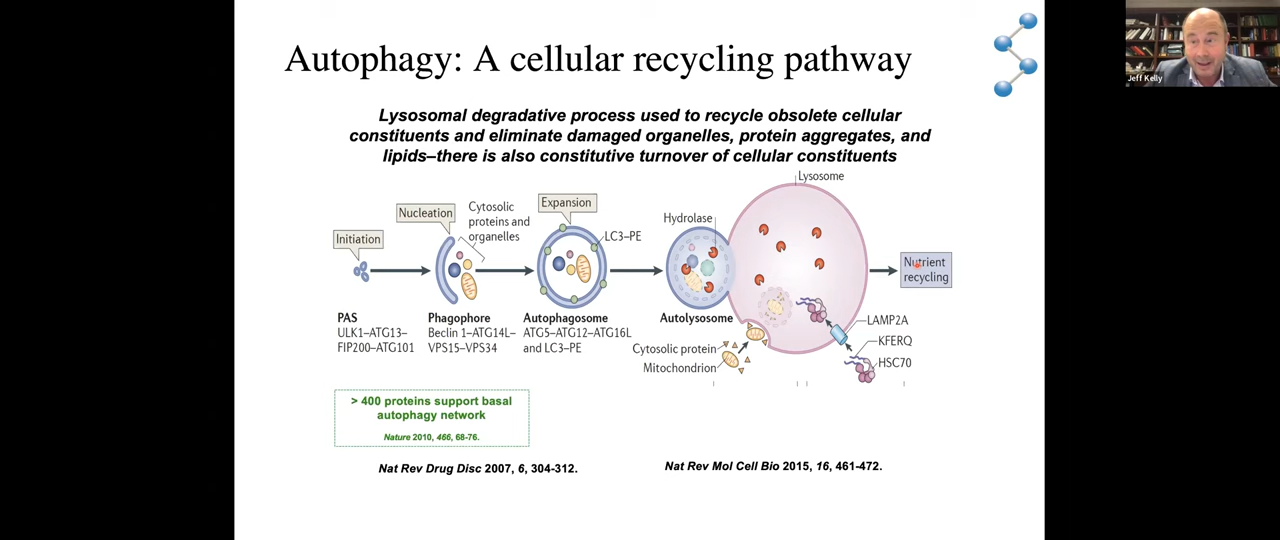 Autophagy: A cellular recycling pathway
Jeff Kelly
Lysosomal degradative process used to recycle obsolete cellular
constituents and eliminate damaged organelles, protein aggregates, and
lipids–there is also constitutive turnover of cellular constituents
Lysosome
Initiation
Nucleation
Cytosolic
proteins and
organelles
Expansion
LC3–PE
Hydrolase
Nutrient
recycling
PAS
ULK1–ATG13–
FIP200–ATG101
Phagophore
Beclin 1–ATG14L–
VPS15–VPS34
Autophagosome
ATG5–ATG12–ATG16L
and LC3–PE
Autolysosome
Cytosolic protein
Mitochondrion
LAMP2A
KFERQ
HSC70
> 400 proteins support basal
autophagy network
Nature 2010, 466, 68-76.
Nat Rev Drug Disc 2007, 6, 304-312.
Nat Rev Mol Cell Bio 2015, 16, 461-472.